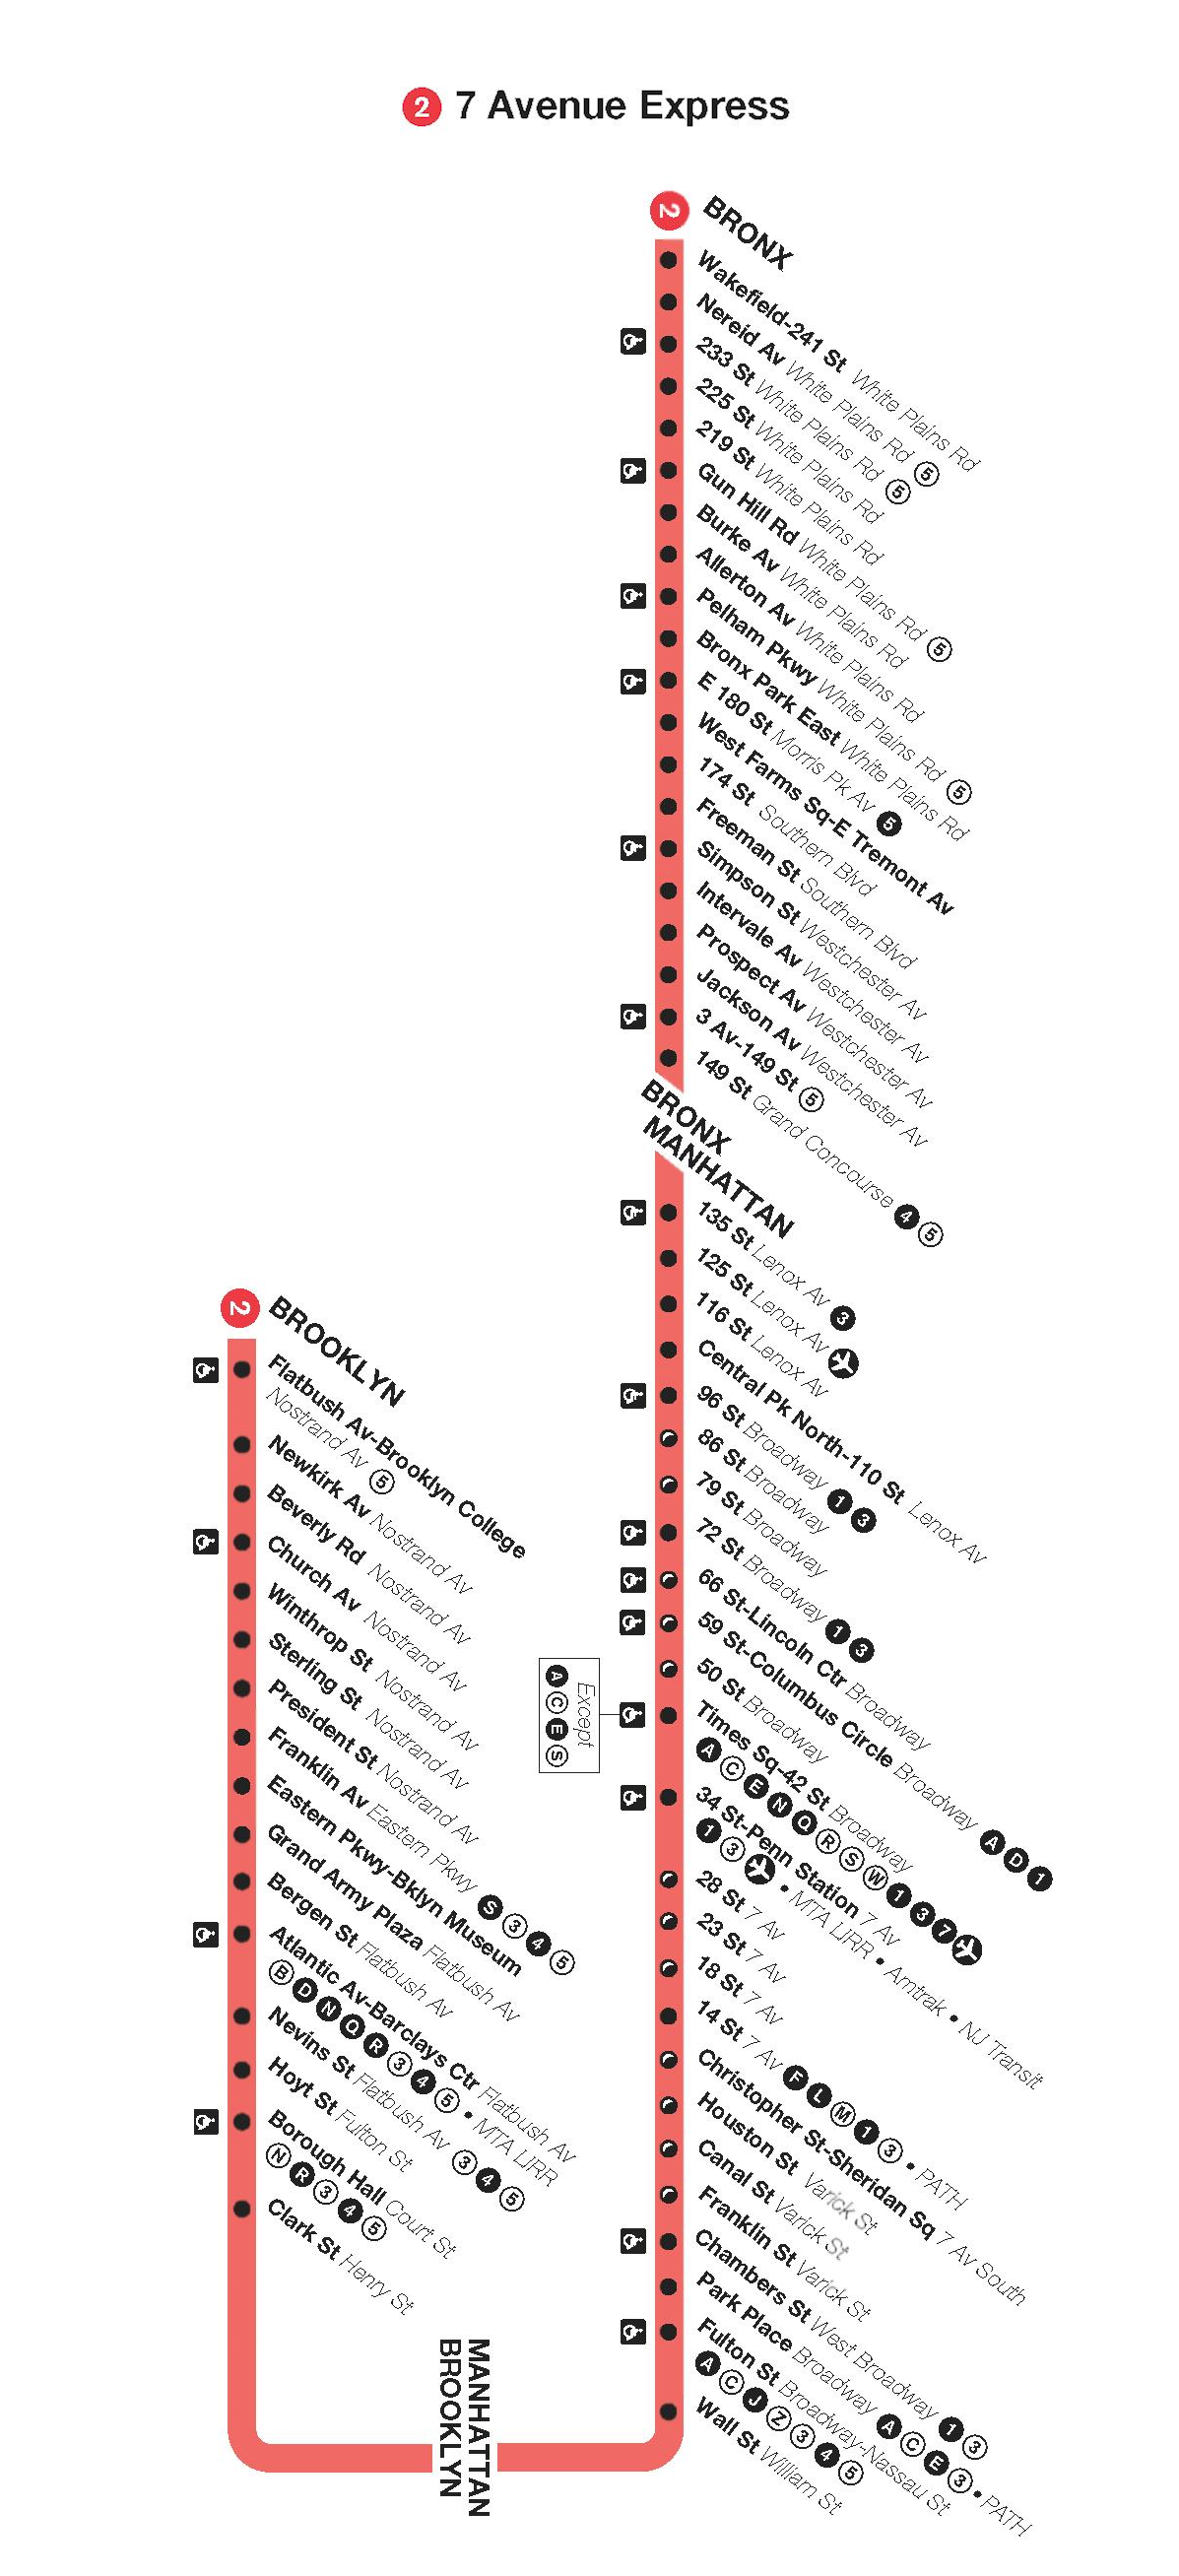 2 7 Avenue Express
2 BRONX
Wakefield-241 St White Plains Rd
Nereid Av White Plains Rd 5
233 St White Plains Rd 5
225 St White Plains Rd
219 St White Plains Rd
Gun Hill Rd White Plains Rd 5
Burke Av White Plains Rd
Allerton Av White Plains Rd
Pelham Pkwy White Plains Rd 5
Bronx Park East White Plains Rd
E 180 St Morris Pk Av 5
West Farms Sq-E Tremont Av
174 St Southern Blvd
Freeman St Southern Blvd
Simpson St Westchester Av
Intervale Av Westchester Av
Prospect Av Westchester Av
Jackson Av Westchester Av
3 Av-149 St 5
149 St Grand Concourse 4 5
BRONX
MANHATTAN
135 St Lenox Av 3
125 St Lenox Av
116 St Lenox Av
Central Pk North-110 St Lenox Av
96 St Broadway 1 3
86 St Broadway
79 St Broadway
72 St Broadway 1 3
66 St-Lincoln Ctr Broadway
59 St-Columbus Circle Broadway A D 1
50 St Broadway
Times Sq-42 St Broadway
A C E N Q R S W 1 3 7
Except
A C E S
34 St-Penn Station 7 Av
1 3 • MTA LIRR • Amtrak • NJ Transit
28 St 7 Av
23 St 7 Av
18 St 7 Av
14 St 7 Av F L M 1 3 • PATH
Christopher St-Sheridan Sq 7 Av South
Houston St Varick St
Canal St Varick St
Franklin St Varick St
Chambers St West Broadway 1 3
Park Place Broadway A C E 3 • PATH
Fulton St Broadway-Nassau St
A C J Z 3 4 5
Wall St William St
MANHATTAN
BROOKLYN
2 BROOKLYN
Flatbush Av-Brooklyn College
Nostrand Av 5
Newkirk Av Nostrand Av
Beverly Rd Nostrand Av
Church Av Nostrand Av
Winthrop St Nostrand Av
Sterling St Nostrand Av
President St Nostrand Av
Franklin Av Eastern Pkwy S 3 4 5
Eastern Pkwy-Bklyn Museum
Grand Army Plaza Flatbush Av
Bergen St Flatbush Av
Atlantic Av-Barclays Ctr Flatbush Av
B D N Q R 3 4 5 • MTA LIRR
Nevins St Flatbush Av 3 4 5
Hoyt St Fulton St
Borough Hall Court St
N R 3 4 5
Clark St Henry St